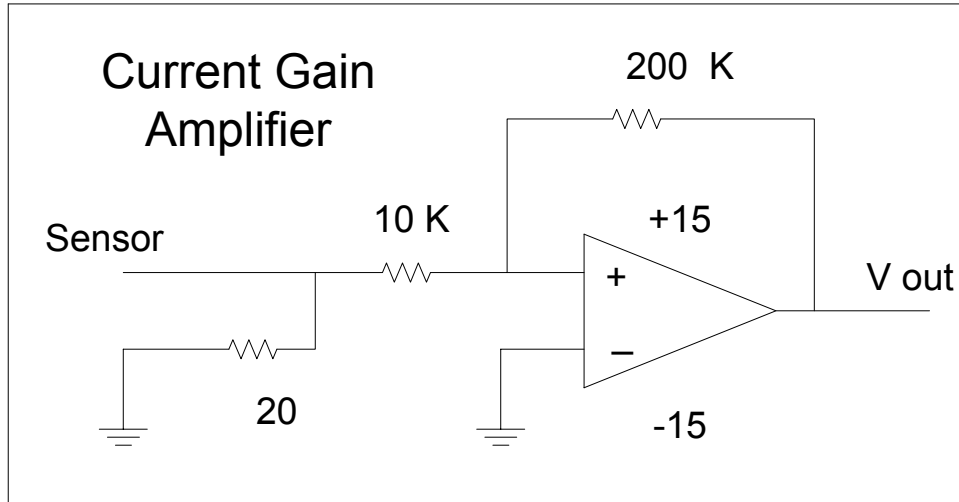 Current Gain
Amplifier
200 K
10 K
+15
Sensor
V out
+
−
20
-15